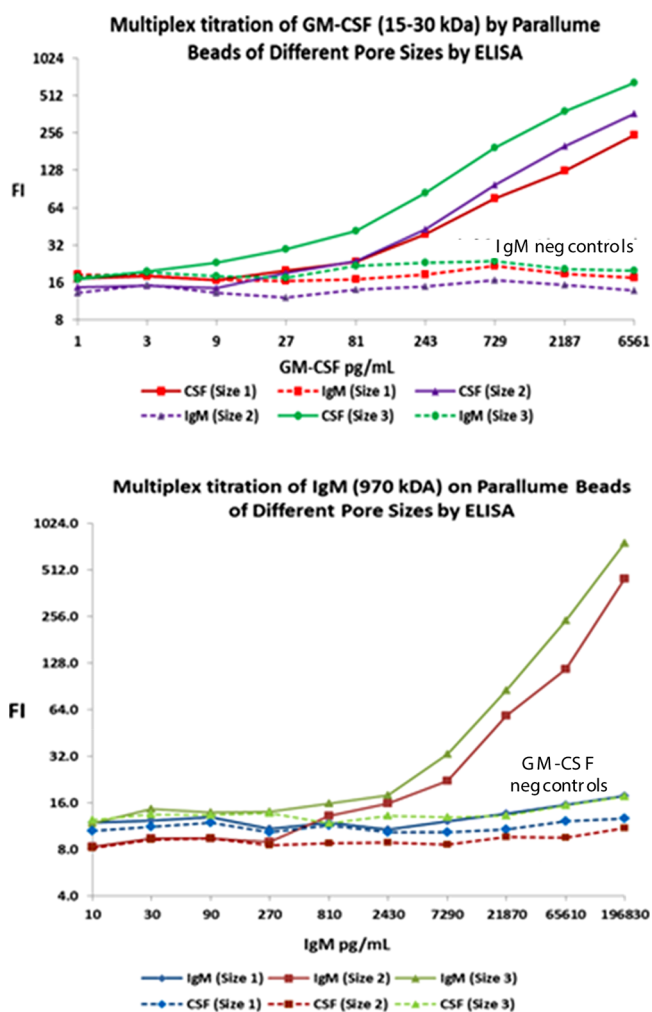 Multiplex titration of GM-CSF (15-30 kDa) by Parallume
Beads of Different Pore Sizes by ELISA
1024
512
256
128
FI
64
32
IgM neg controls
16
8
1 3 9 27 81 243 729 2187 6561
GM-CSF pg/mL
CSF (Size 1) IgM (Size 1) CSF (Size 2)
IgM (Size 2) CSF (Size 3) IgM (Size 3)
Multiplex titration of IgM (970 kDA) on Parallume Beads
of Different Pore Sizes by ELISA
1024.0
512.0
256.0
128.0
FI
64.0
32.0
GM-CSF
neg controls
16.0
8.0
4.0
10 30 90 270 810 2430 7290 21870 65610 196830
IgM pg/mL
IgM (Size 1) IgM (Size 2) IgM (Size 3)
CSF (Size 1) CSF (Size 2) CSF (Size 3)